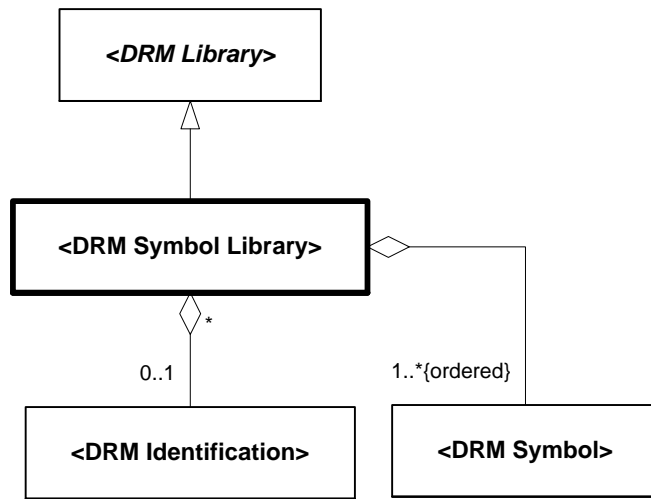 <DRM Library>
<DRM Symbol Library>
*
0..1
1..*{ordered}
<DRM Identification>
<DRM Symbol>